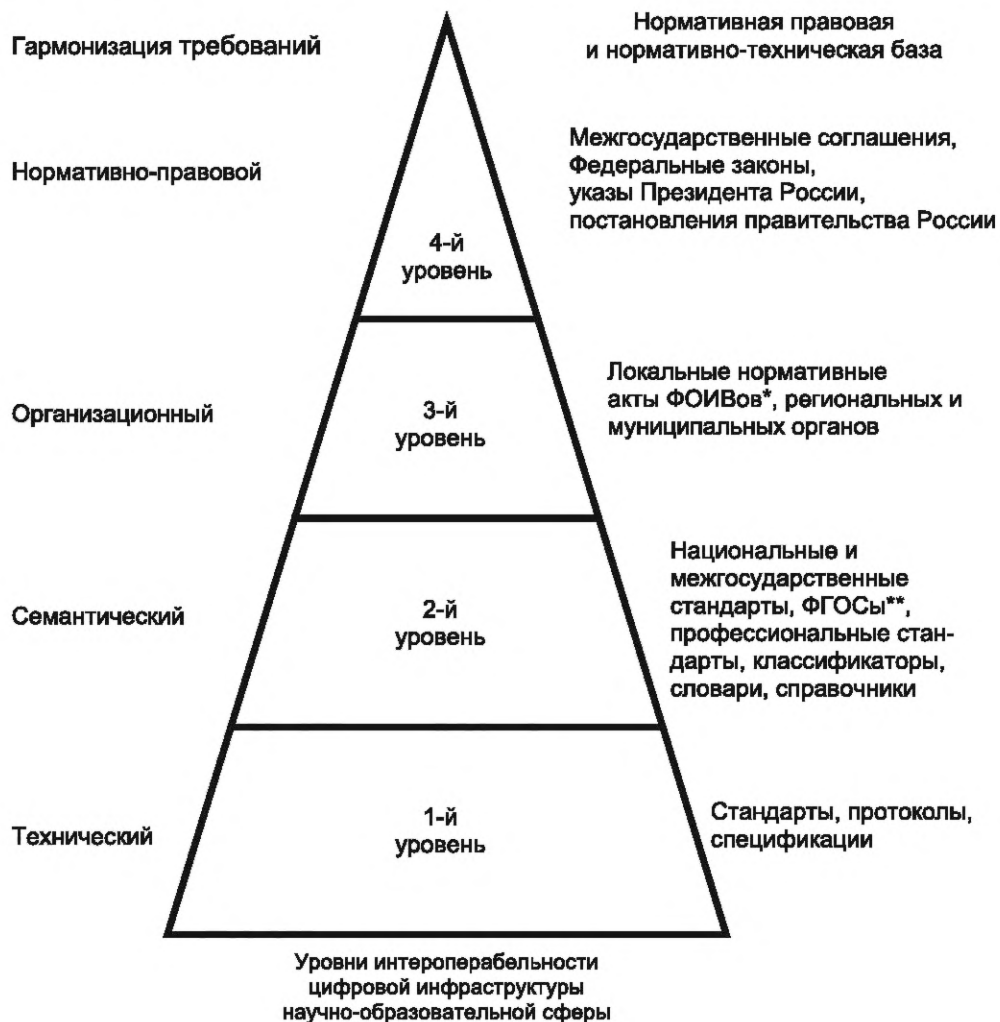 Гармонизация требований
Нормативная правовая
и нормативно-техническая база
Нормативно-правовой
4-й
уровень
Межгосударственные соглашения,
Федеральные законы,
указы Президента России,
постановления правительства России
Организационный
3-й
уровень
Локальные нормативные
акты ФОИВов*, региональных и
муниципальных органов
Семантический
2-й
уровень
Национальные и
межгосударственные
стандарты, ФГОСы**,
профессиональные стан-
дарты, классификаторы,
словари, справочники
Технический
1-й
уровень
Стандарты, протоколы,
спецификации
Уровни интероперабельности
цифровой инфраструктуры
научно-образовательной сферы